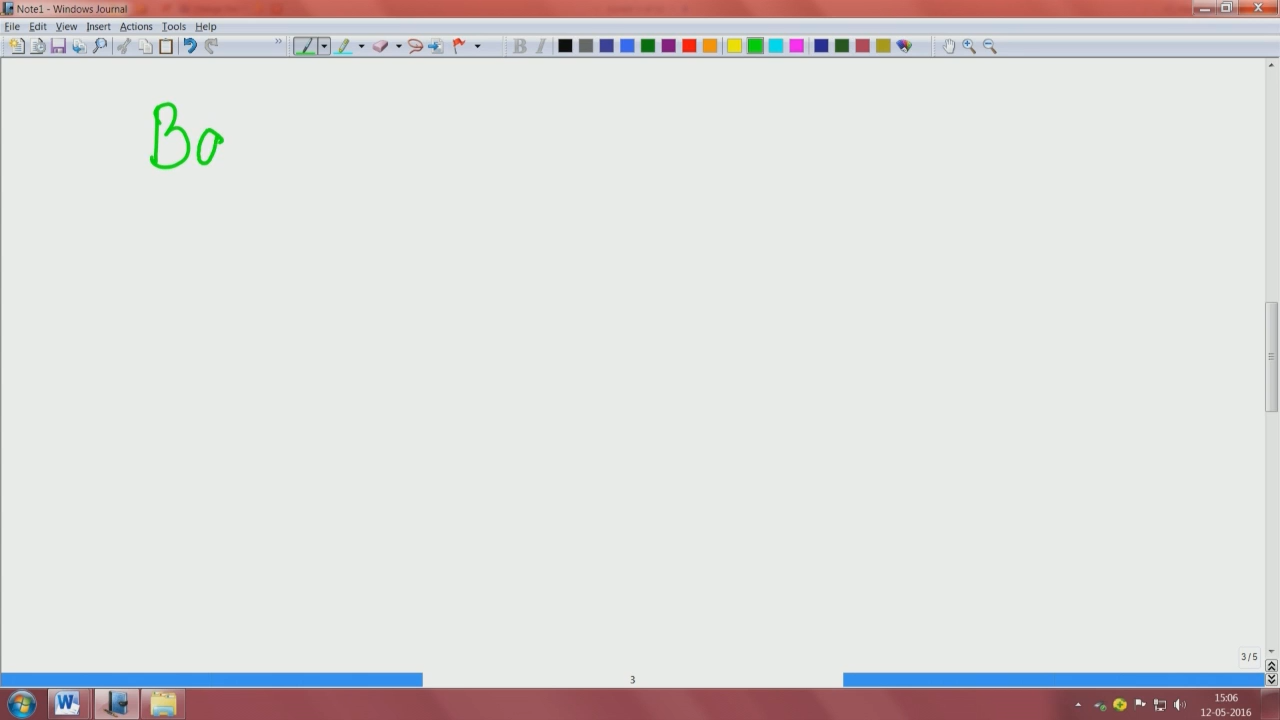 Note1 - Windows Journal
File Edit View Insert Actions Tools Help
B I
Bo
3/5
3
W
15:06
12-05-2016